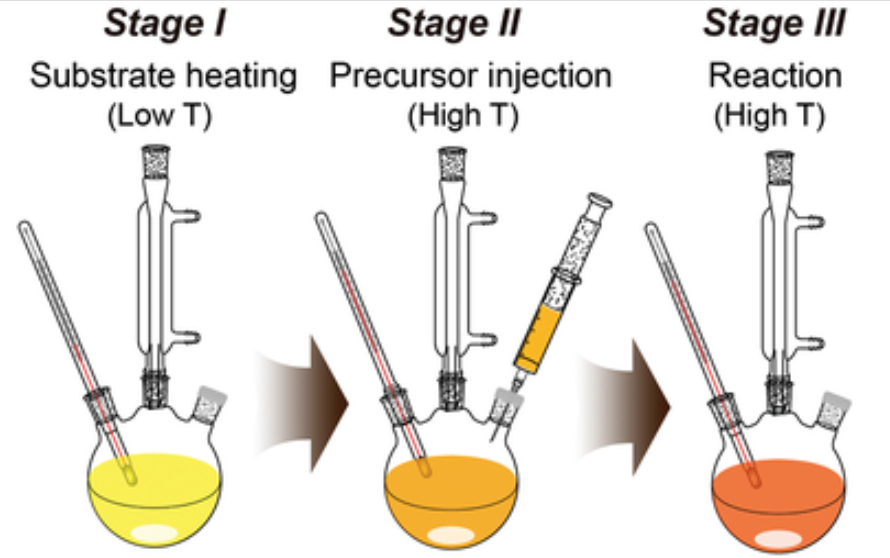 Stage I
Substrate heating
(Low T)
Stage II
Precursor injection
(High T)
Stage III
Reaction
(High T)